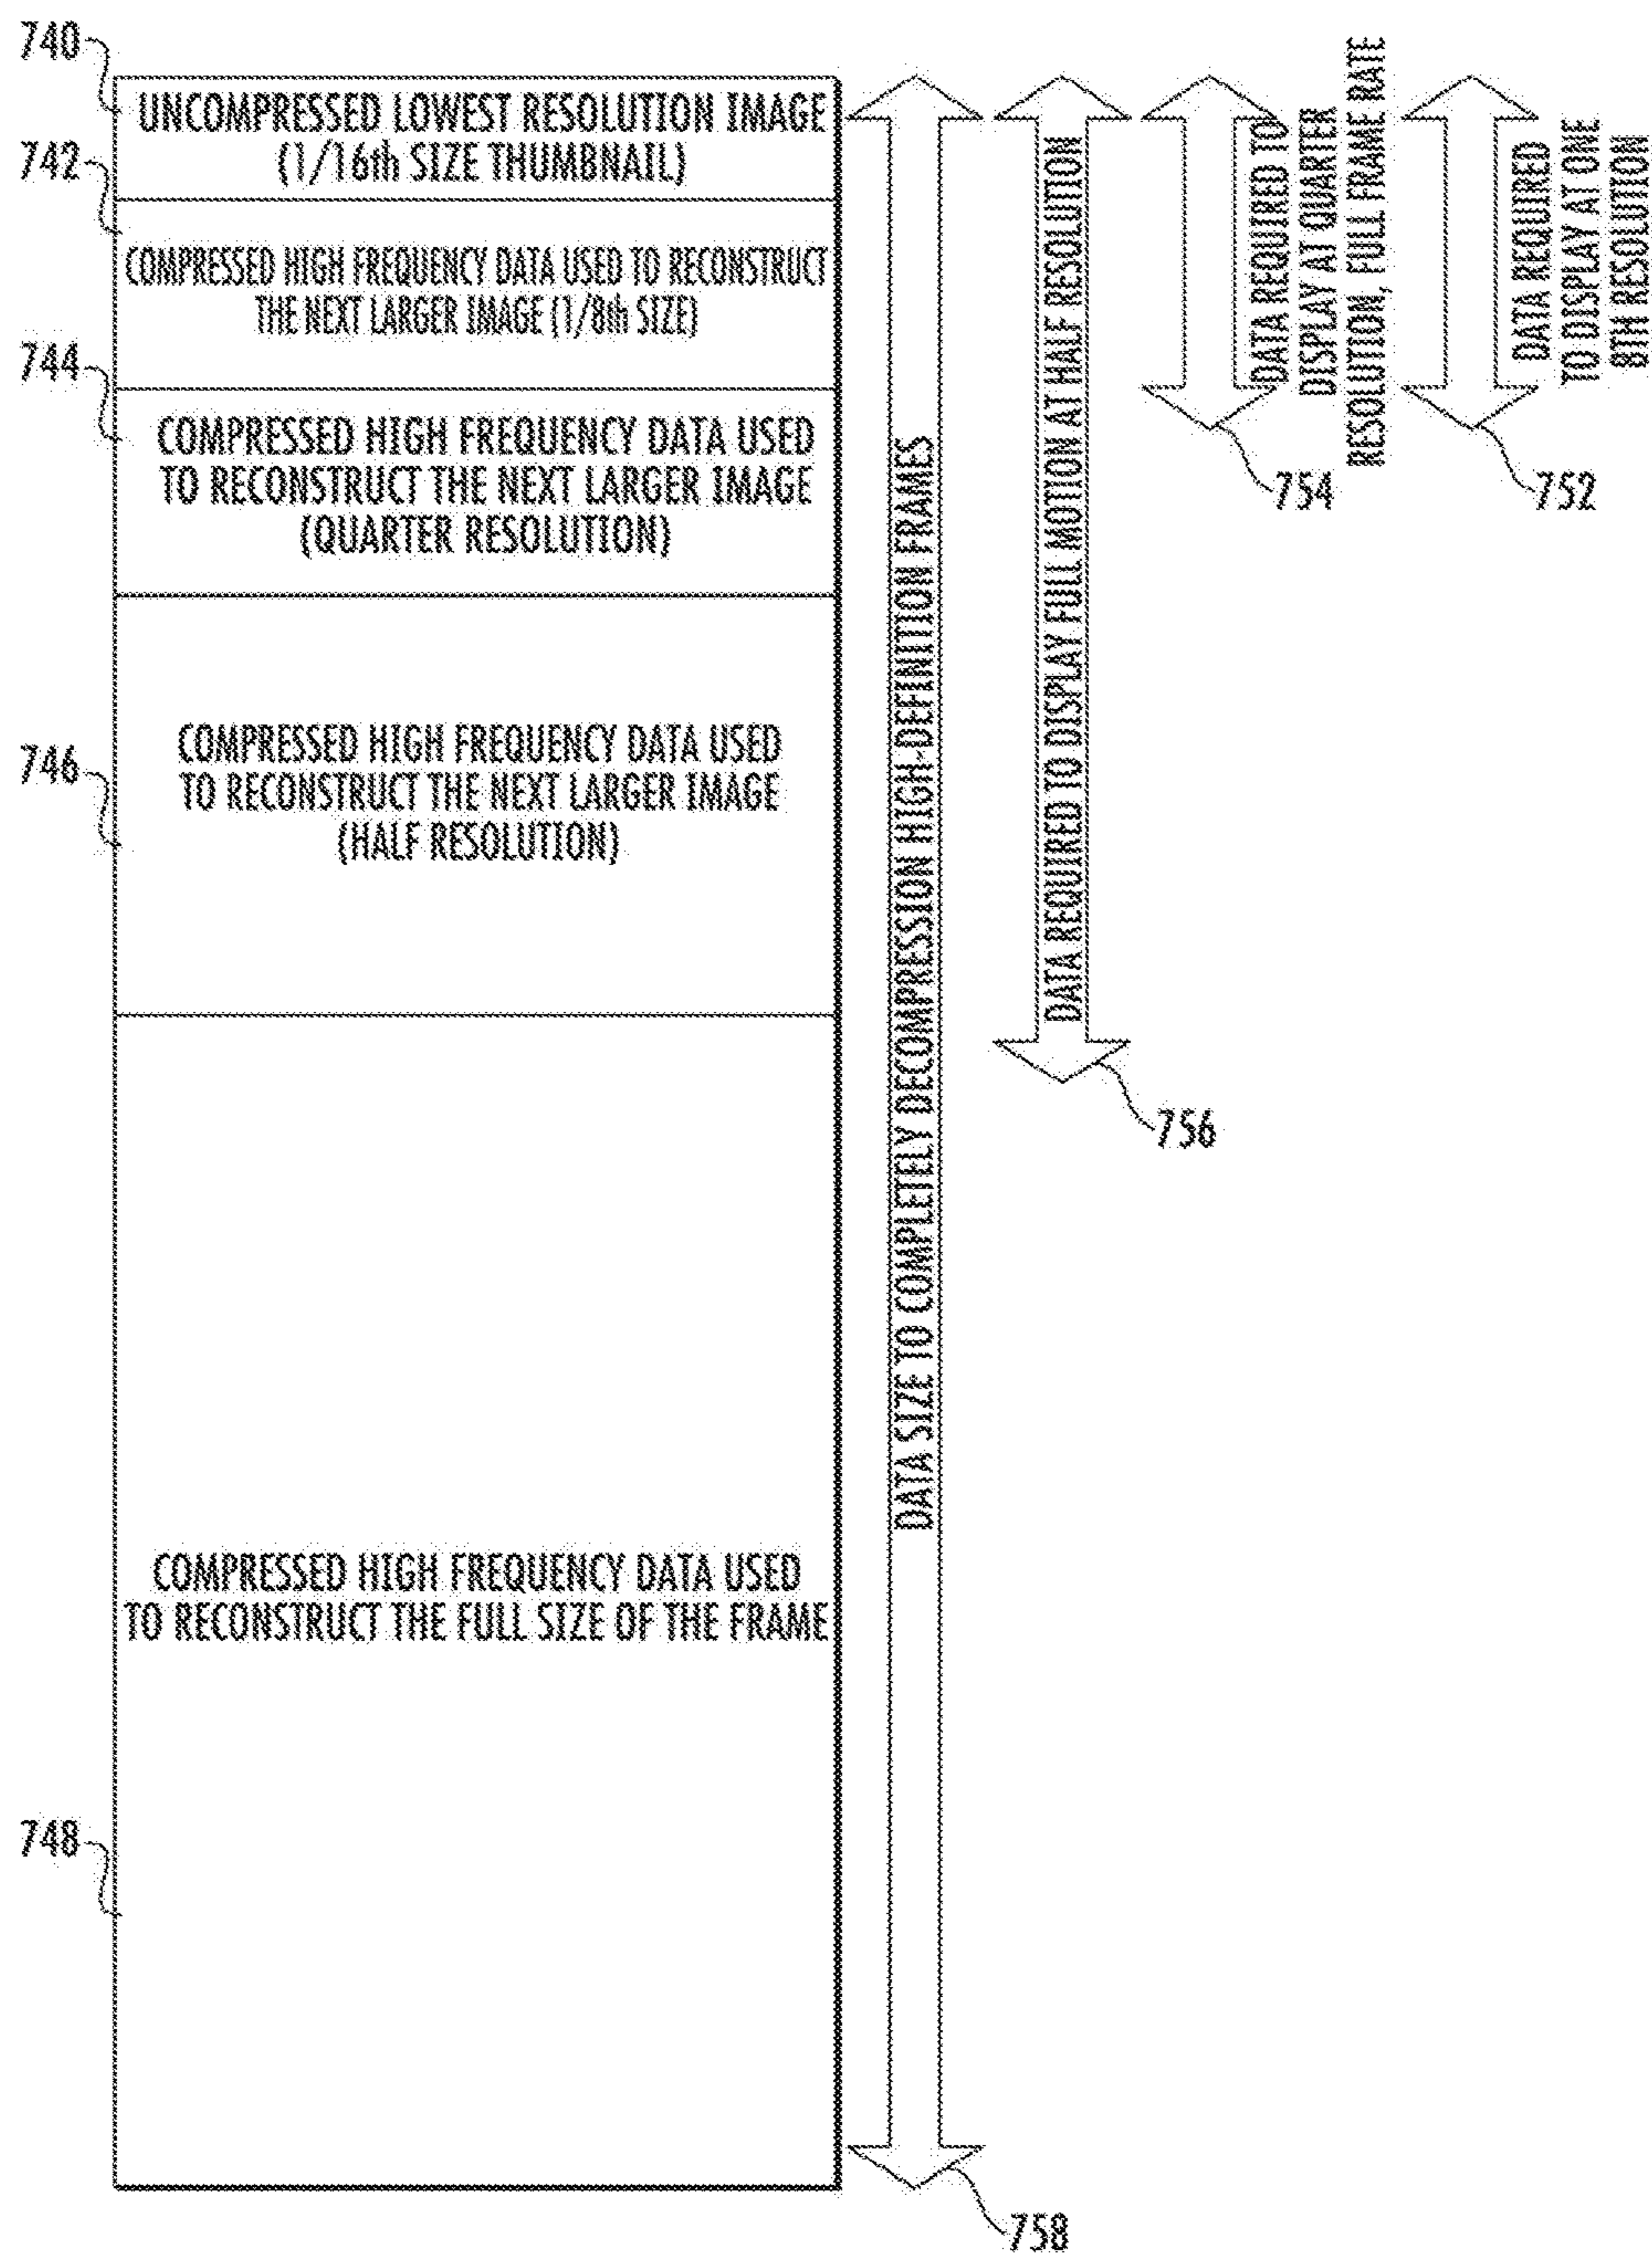 740
UNCOMPRESSED LOWEST RESOLUTION IMAGE
(1/16th SIZE THUMBNAIL)
742
COMPRESSED HIGH FREQUENCY DATA USED TO RECONSTRUCT
THE NEXT LARGER IMAGE (1/8th SIZE)
744
COMPRESSED HIGH FREQUENCY DATA USED
TO RECONSTRUCT THE NEXT LARGER IMAGE
(QUARTER RESOLUTION)
746
COMPRESSED HIGH FREQUENCY DATA USED
TO RECONSTRUCT THE NEXT LARGER IMAGE
(HALF RESOLUTION)
COMPRESSED HIGH FREQUENCY DATA USED
TO RECONSTRUCT THE FULL SIZE OF THE FRAME
748
DATA SIZE TO COMPLETELY DECOMPRESSION HIGH-DEFINITION FRAMES
758
DATA REQUIRED TO DISPLAY FULL MOTION AT HALF RESOLUTION
756
DATA REQUIRED TO
DISPLAY AT QUARTER
RESOLUTION, FULL FRAME RATE
754
DATA REQUIRED
TO DISPLAY AT ONE
8TH RESOLUTION
752